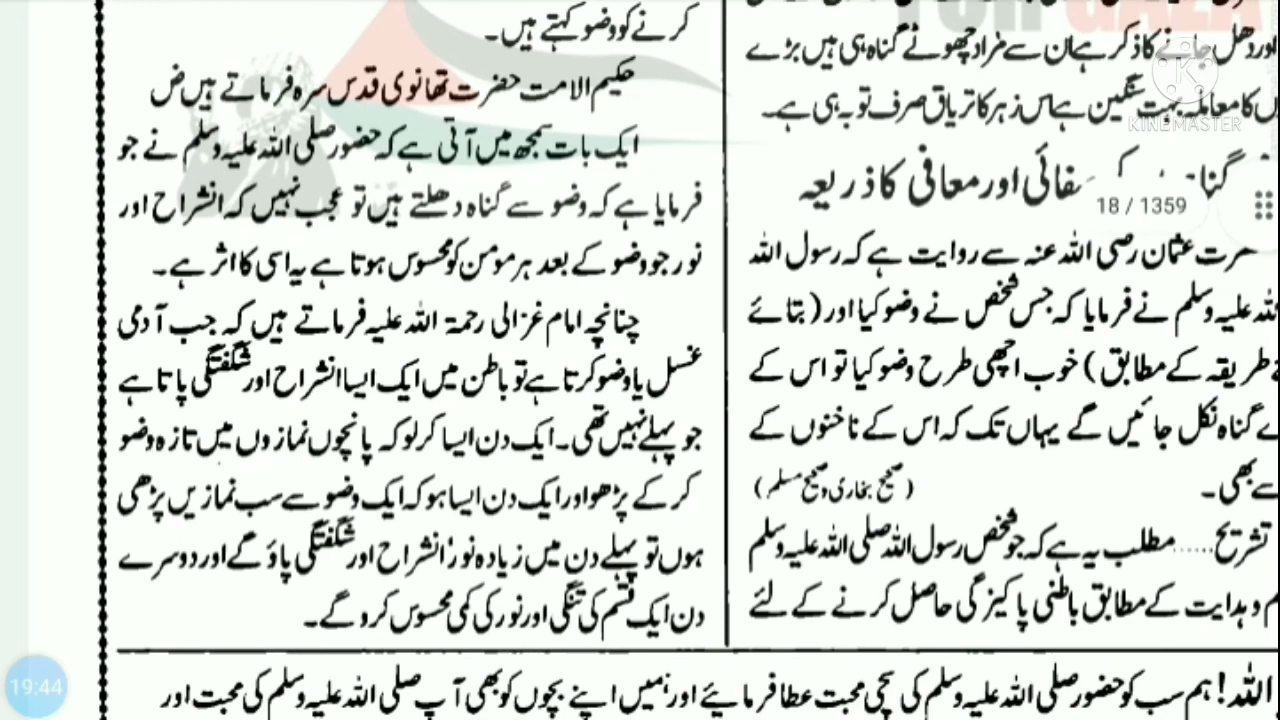 اور دھل جانے کا ذکر ہے ان سے مراد چھوٹے گناہ ہی ہیں بڑے
کا معاملہ بہت سنگین ہے اس زہر کا تریاق صرف توبہ ہی ہے۔
صفائی اور معافی کا ذریعہ
حضرت عثمان رضی اللہ عنہ سے روایت ہے کہ رسول اللہ
اللہ علیہ وسلم نے فرمایا کہ جس شخص نے وضو کیا اور (بتائے
طریقہ کے مطابق) خوب اچھی طرح وضو کیا تو اس کے
گناہ نکل جائیں گے یہاں تک کہ اس کے ناخنوں کے
سے بھی۔ (صحیح بخاری و صحیح مسلم)
تشریح...... مطلب یہ ہے کہ جو شخص رسول اللہ صلی اللہ علیہ وسلم
و ہدایت کے مطابق باطنی پاکیزگی حاصل کرنے کے لئے
کرنے کو وضو کہتے ہیں۔
حکیم الامت حضرت تھانوی قدس سرہ فرماتے ہیں ض
ایک بات سمجھ میں آتی ہے کہ حضور صلی اللہ علیہ وسلم نے جو
فرمایا ہے کہ وضو سے گناہ دھلتے ہیں تو عجب نہیں کہ انشراح اور
نور جو وضو کے بعد ہر مومن کو محسوس ہوتا ہے یہ اسی کا اثر ہے۔
چنانچہ امام غزالی رحمۃ اللہ علیہ فرماتے ہیں کہ جب آدمی
غسل یا وضو کرتا ہے تو باطن میں ایک ایسا انشراح اور شگفتگی پاتا ہے
جو پہلے نہیں تھی۔ ایک دن ایسا کر لو کہ پانچوں نمازوں میں تازہ وضو
کر کے پڑھو اور ایک دن ایسا ہو کہ ایک وضو سے سب نمازیں پڑھی
ہوں تو پہلے دن میں زیادہ نور' انشراح اور شگفتگی پاؤ گے اور دوسرے
دن ایک قسم کی تنگی اور نور کی کمی محسوس کرو گے۔
اللہ! ہم سب کو حضور صلی اللہ علیہ وسلم کی سچی محبت عطا فرمایئے اور ہمیں اپنے بچوں کو بھی آپ صلی اللہ علیہ وسلم کی محبت اور
18 / 1359
KINEMASTER
19:44